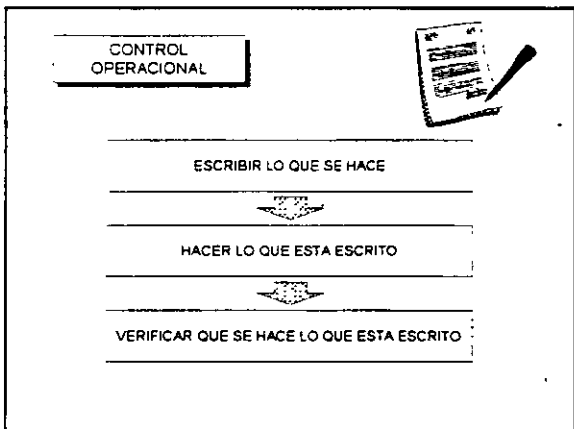 CONTROL
OPERACIONAL
ESCRIBIR LO QUE SE HACE
HACER LO QUE ESTA ESCRITO
VERIFICAR QUE SE HACE LO QUE ESTA ESCRITO